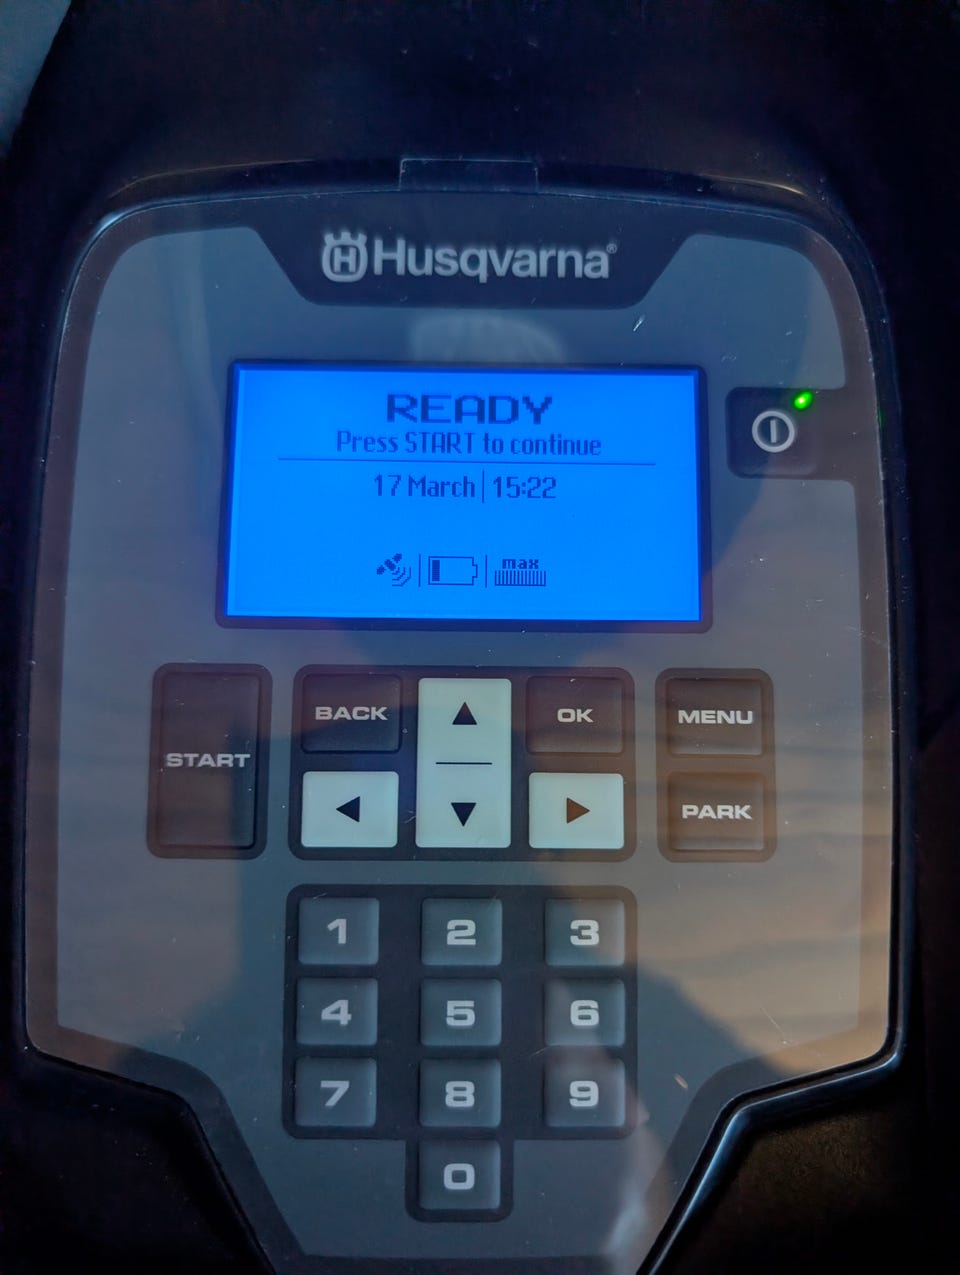 Husqvarna®
READY
Press START to continue
17 March | 15:22
max
START
BACK
OK
MENU
PARK
1 2 3
4 5 6
7 8 9
0